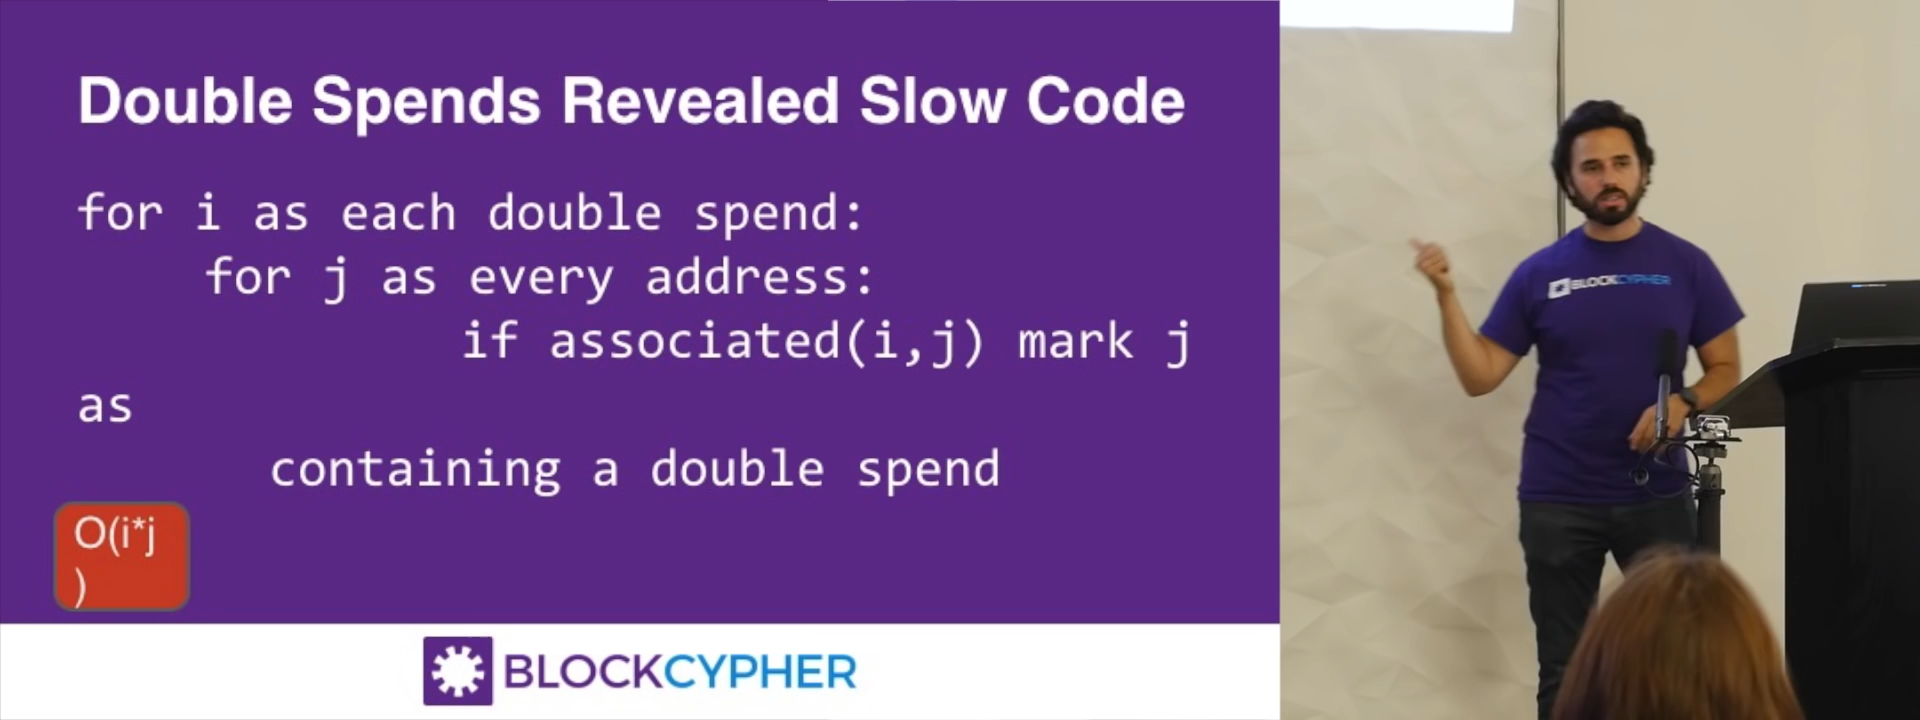 Double Spends Revealed Slow Code
for i as each double spend:
for j as every address:
if associated(i,j) mark j
as
containing a double spend
O(i*j
)
BLOCKCYPHER
BLOCKCYPHER